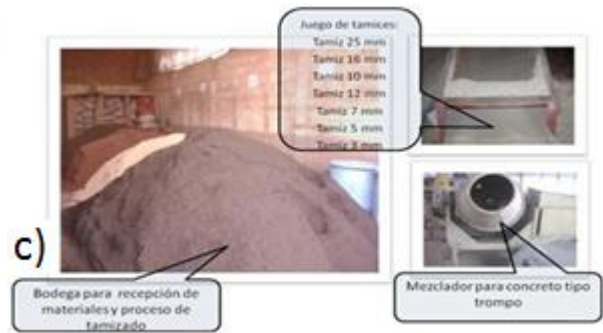 Juego de tamices:
Tamiz 25 mm
Tamiz 16 mm
Tamiz 10 mm
Tamiz 12 mm
Tamiz 7 mm
Tamiz 5 mm
Tamiz 3 mm
c)
Bodega para recepción de
materiales y proceso de
tamizado
Mezclador para concreto tipo
trompo